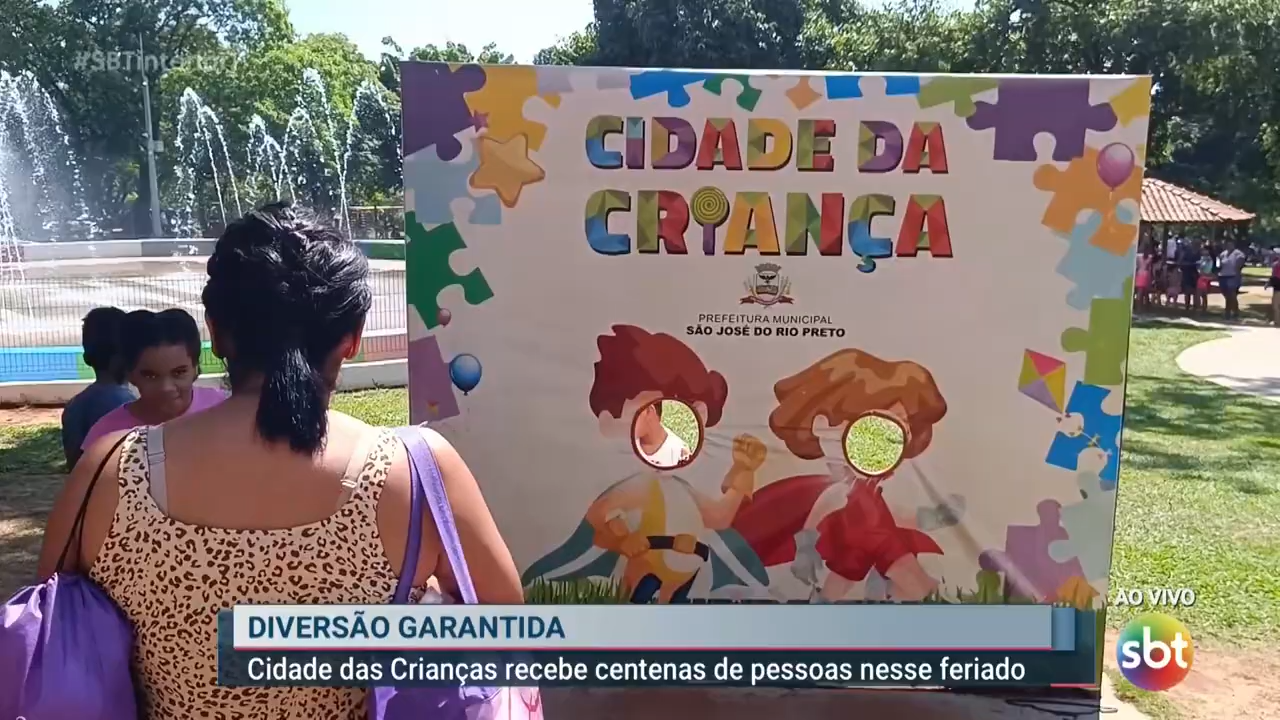 #SBTInterior
CIDADE DA
CRIANÇA
PREFEITURA MUNICIPAL
SÃO JOSÉ DO RIO PRETO
AO VIVO
DIVERSÃO GARANTIDA
Cidade das Crianças recebe centenas de pessoas nesse feriado
sbt